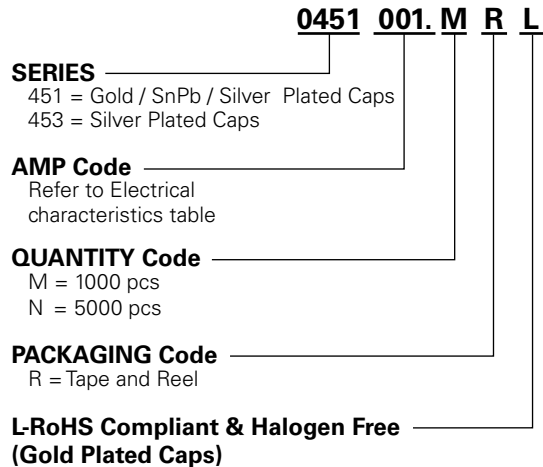 0451 001. M R L
SERIES
451 = Gold / SnPb / Silver Plated Caps
453 = Silver Plated Caps
AMP Code
Refer to Electrical
characteristics table
QUANTITY Code
M = 1000 pcs
N = 5000 pcs
PACKAGING Code
R = Tape and Reel
L-RoHS Compliant & Halogen Free
(Gold Plated Caps)